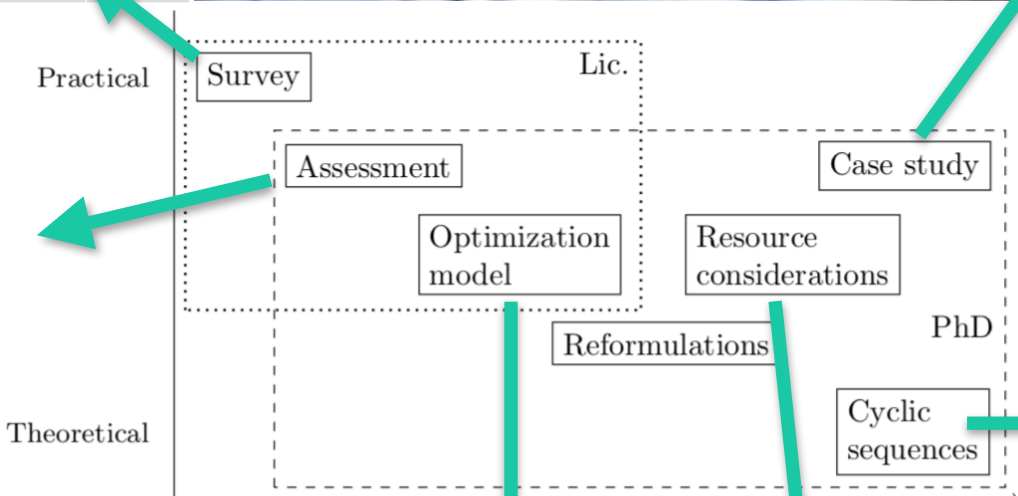 Practical
Survey
Lic.
Assessment
Case study
Optimization
model
Resource
considerations
Reformulations
PhD
Theoretical
Cyclic
sequences